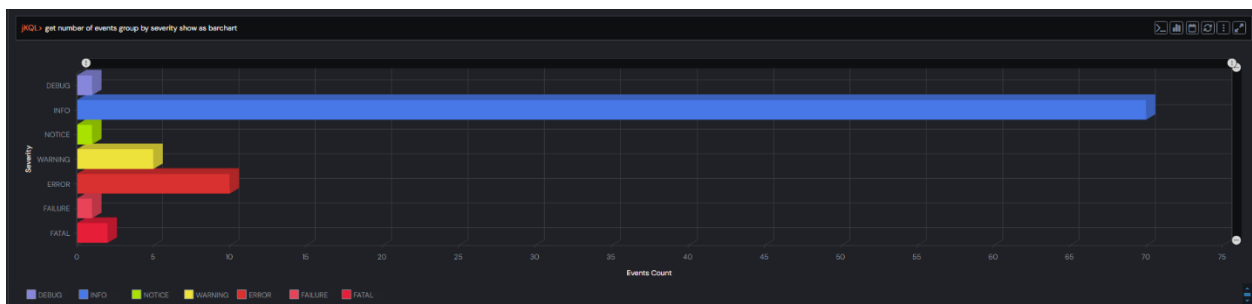 jKQL> get number of events group by severity show as barchart
DEBUG
INFO
NOTICE
WARNING
ERROR
FAILURE
FATAL
Severity
0 5 10 15 20 25 30 35 40 45 50 55 60 65 70 75
Events Count
DEBUG INFO NOTICE WARNING ERROR FAILURE FATAL